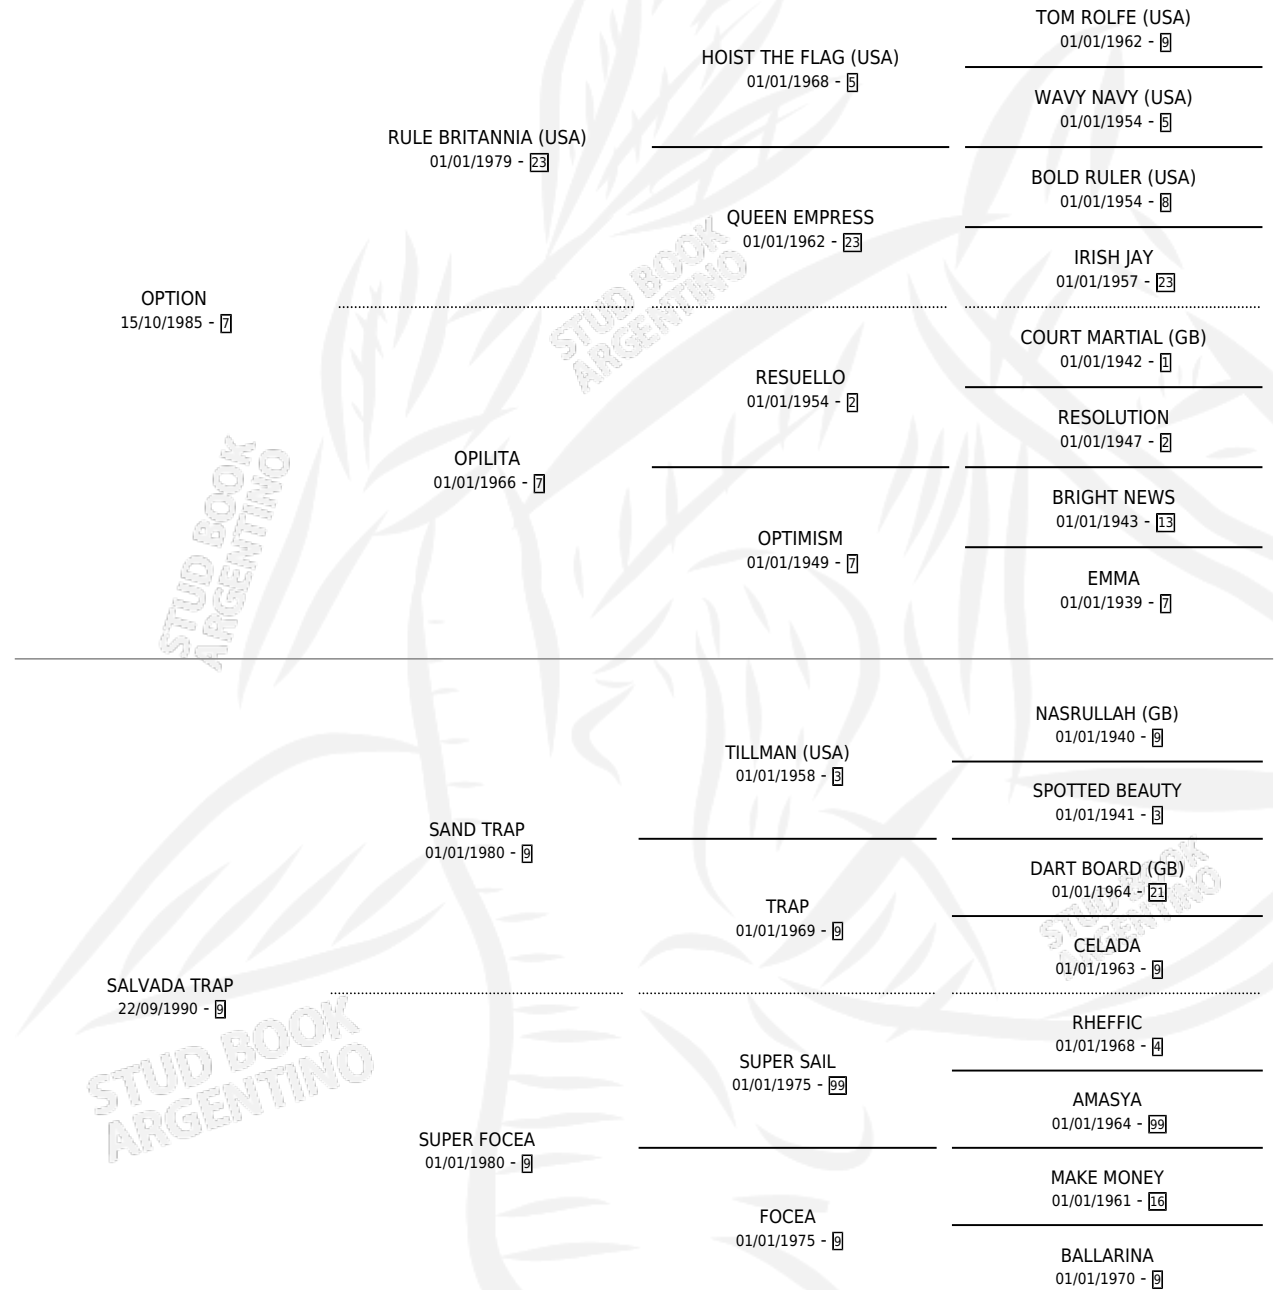 TOM ROLFE (USA)
01/01/1962 - 9
HOIST THE FLAG (USA)
01/01/1968 - 5
WAVY NAVY (USA)
01/01/1954 - 5
RULE BRITANNIA (USA)
01/01/1979 - 23
BOLD RULER (USA)
01/01/1954 - 8
QUEEN EMPRESS
01/01/1962 - 23
IRISH JAY
01/01/1957 - 23
OPTION
15/10/1985 - 7
COURT MARTIAL (GB)
01/01/1942 - 1
RESUELLO
01/01/1954 - 2
RESOLUTION
01/01/1947 - 2
OPILITA
01/01/1966 - 7
BRIGHT NEWS
01/01/1943 - 13
OPTIMISM
01/01/1949 - 7
EMMA
01/01/1939 - 7
STUD BOOK
ARGENTINO
STUD BOOK
ARGENTINO
NASRULLAH (GB)
01/01/1940 - 9
TILLMAN (USA)
01/01/1958 - 3
SPOTTED BEAUTY
01/01/1941 - 3
SAND TRAP
01/01/1980 - 9
DART BOARD (GB)
01/01/1964 - 21
TRAP
01/01/1969 - 9
CELADA
01/01/1963 - 9
SALVADA TRAP
22/09/1990 - 9
RHEFFIC
01/01/1968 - 4
SUPER SAIL
01/01/1975 - 99
AMASYA
01/01/1964 - 99
SUPER FOCEA
01/01/1980 - 9
MAKE MONEY
01/01/1961 - 16
FOCEA
01/01/1975 - 9
BALLARINA
01/01/1970 - 9
STUD BOOK
ARGENTINO
STUD BOOK
ARGENTINO